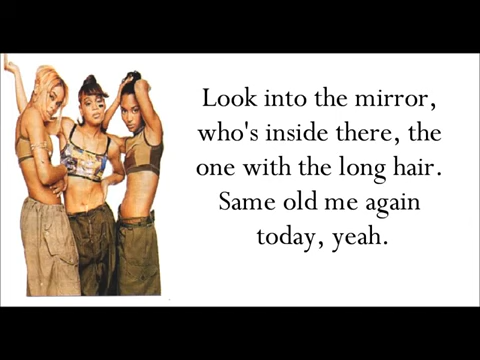 Look into the mirror,
who's inside there, the
one with the long hair.
Same old me again
today, yeah.